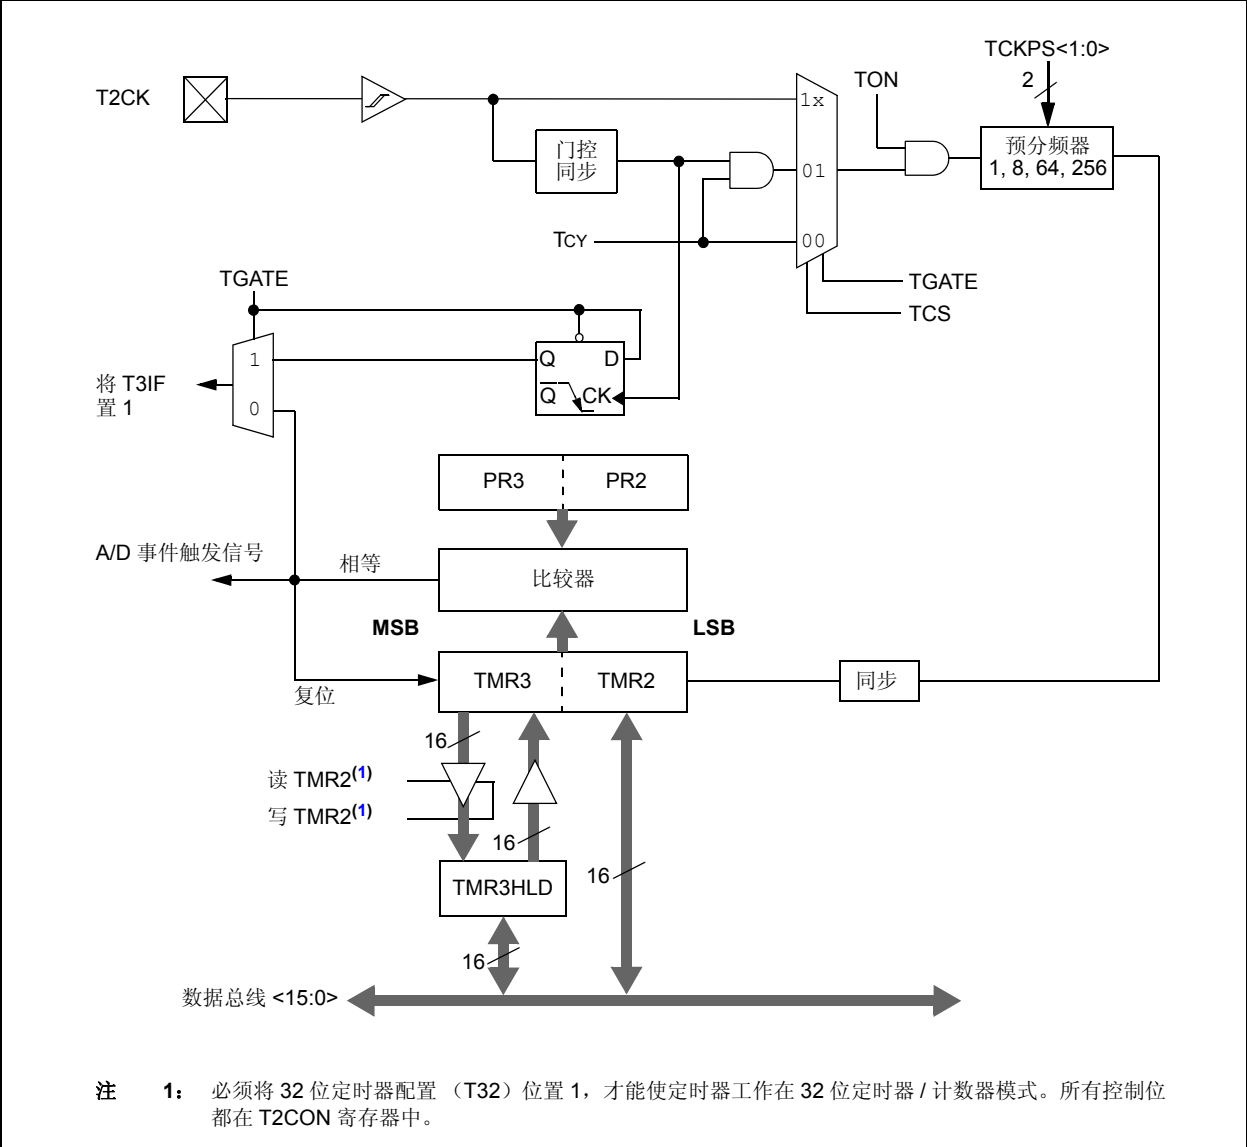 TCKPS<1:0>
2
TON
T2CK
1x
门控
同步
预分频器
1, 8, 64, 256
01
TCY
00
TGATE
TCS
TGATE
1
Q
D
将 T3IF
置 1
0
Q
CK
PR3
PR2
A/D 事件触发信号
相等
比较器
MSB
LSB
TMR3
TMR2
同步
复位
16
读 TMR2(1)
写 TMR2(1)
16
16
TMR3HLD
16
数据总线 <15:0>
注 1： 必须将 32 位定时器配置 （T32）位置 1，才能使定时器工作在 32 位定时器 / 计数器模式。所有控制位
都在 T2CON 寄存器中。